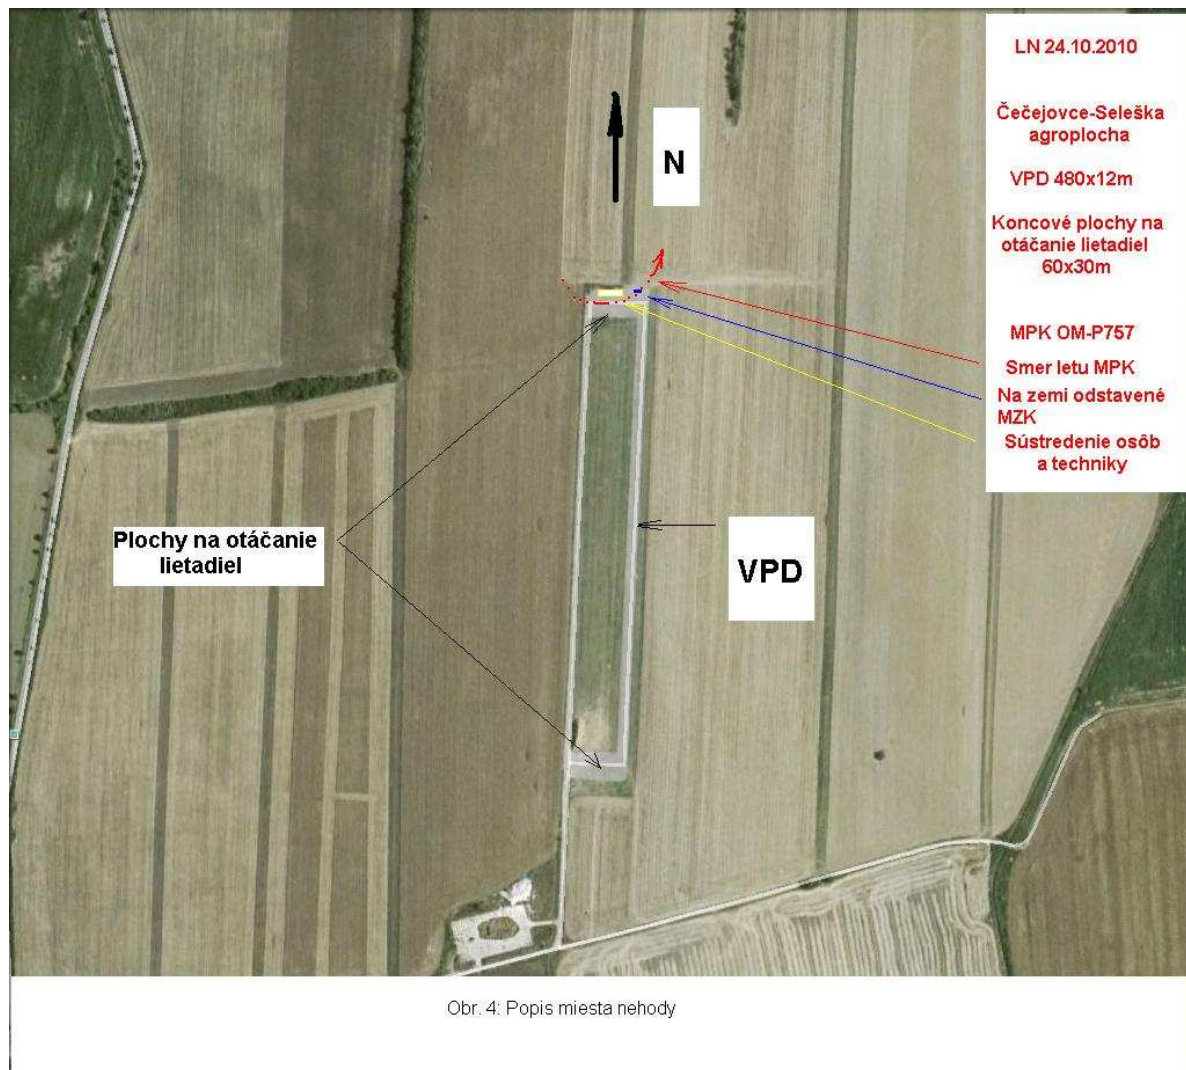 LN 24.10.2010
Čečejovce-Seleška
agroplocha
VPD 480x12m
Koncové plochy na
otáčanie lietadiel
60x30m
MPK OM-P757
Smer letu MPK
Na zemi odstavené
MZK
Sústredenie osôb
a techniky
N
Plochy na otáčanie
lietadiel
VPD
Obr. 4: Popis miesta nehody